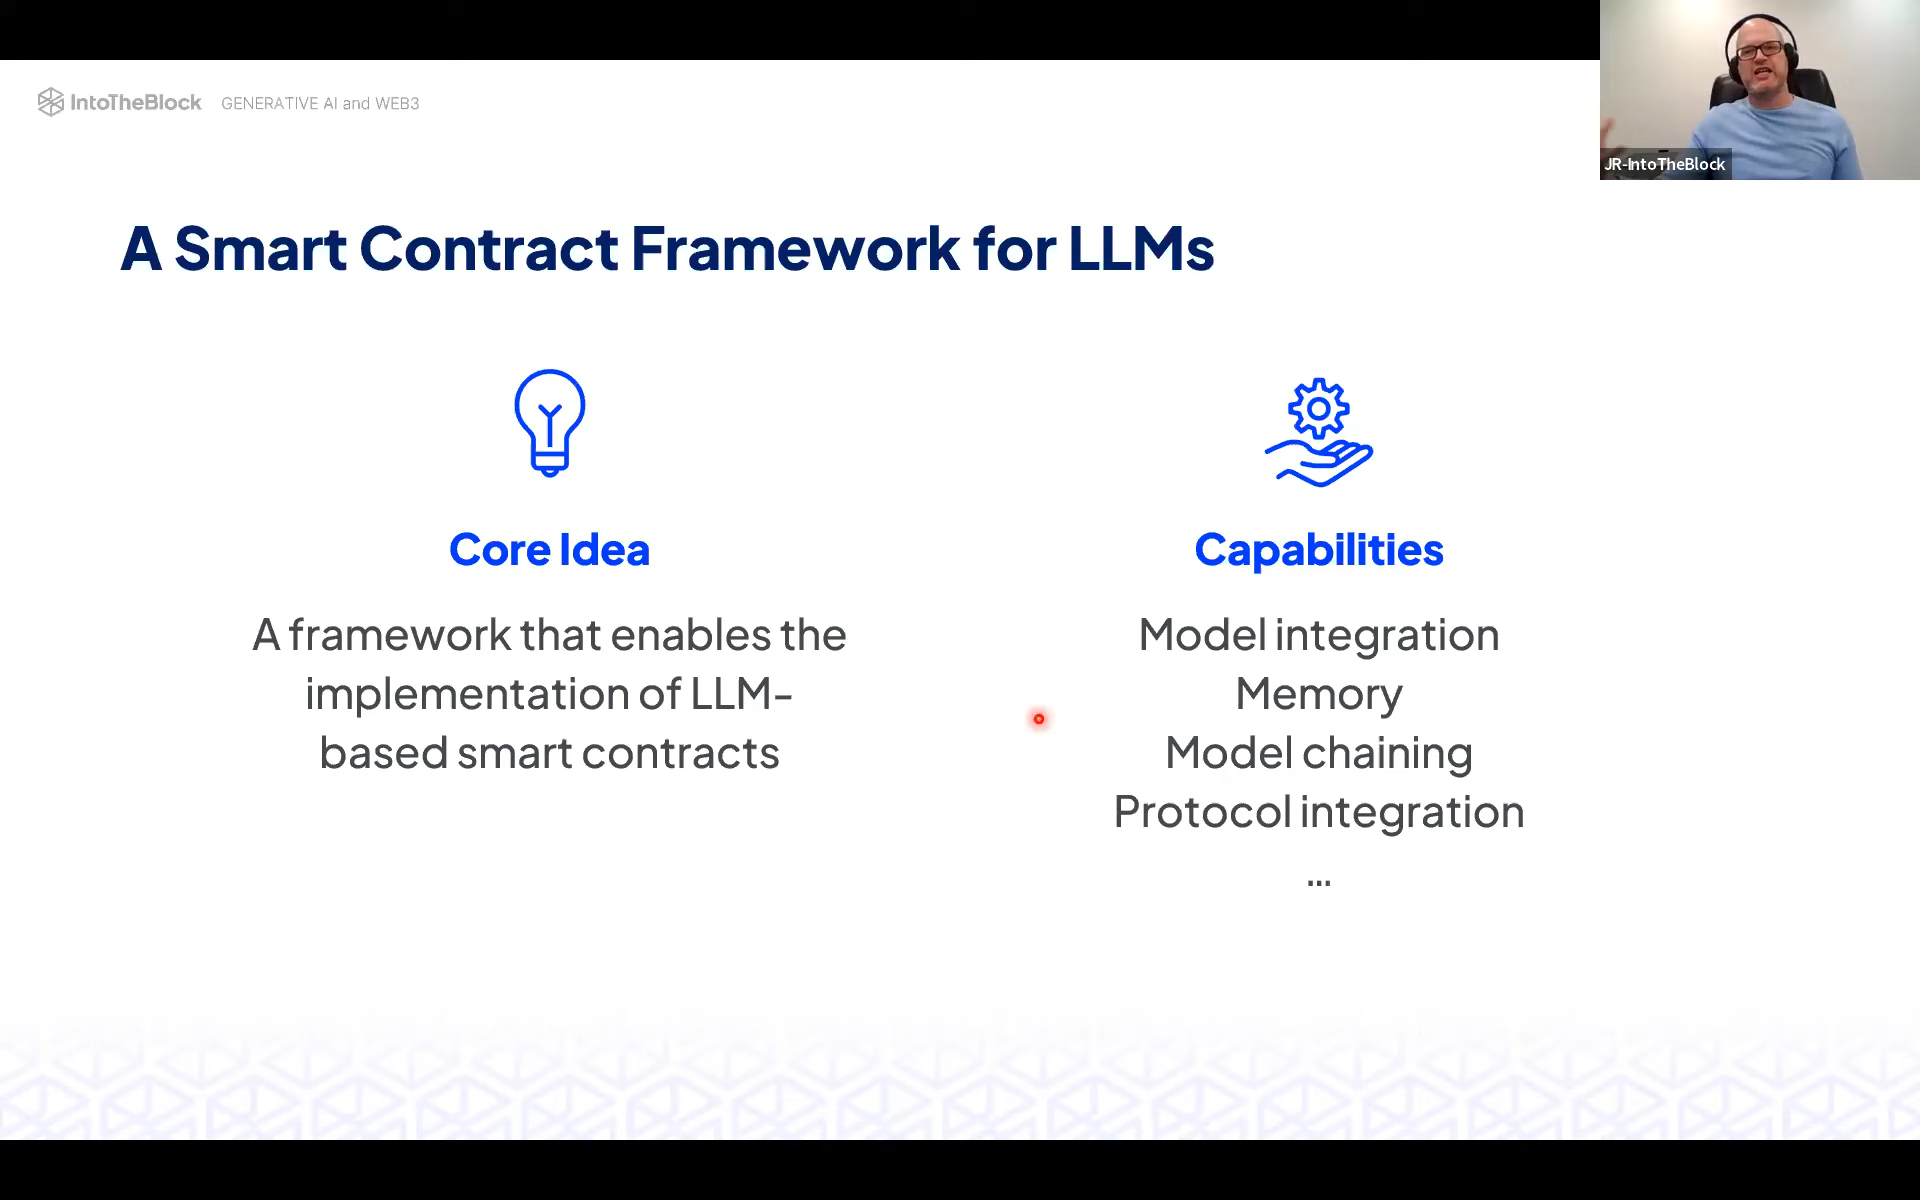 IntoTheBlock GENERATIVE AI and WEB3
JR-IntoTheBlock
A Smart Contract Framework for LLMs
Core Idea
A framework that enables the
implementation of LLM-
based smart contracts
Capabilities
Model integration
Memory
Model chaining
Protocol integration
...